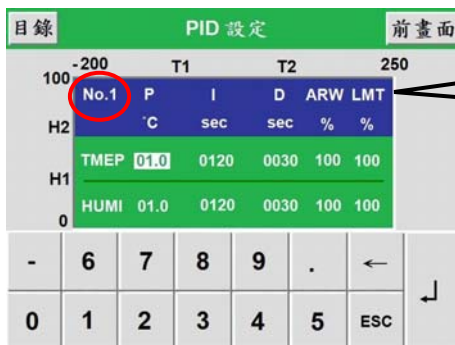 目錄 PID 設定 前畫面
-200 T1 T2 250
100 No.1 P I D ARW LMT
H2 ˚C sec sec % %
TMEP 01.0 0120 0030 100 100
H1
HUMI 01.0 0120 0030 100 100
0
- 6 7 8 9 . ← ↵
0 1 2 3 4 5 ESC